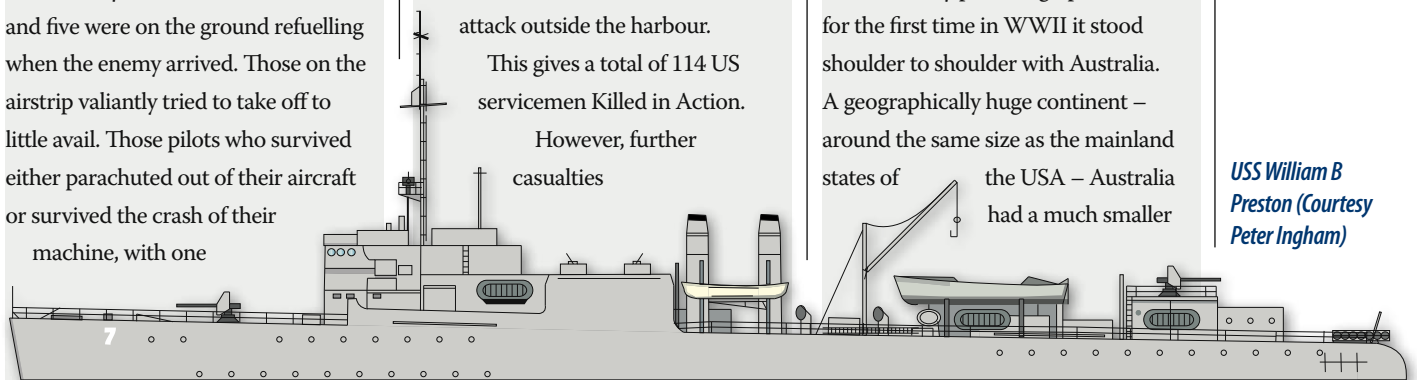 and five were on the ground refuelling
when the enemy arrived. Those on the
airstrip valiantly tried to take off to
little avail. Those pilots who survived
either parachuted out of their aircraft
or survived the crash of their
machine, with one
attack outside the harbour.
This gives a total of 114 US
servicemen Killed in Action.
However, further
casualties
for the first time in WWII it stood
shoulder to shoulder with Australia.
A geographically huge continent –
around the same size as the mainland
states of the USA – Australia
had a much smaller
USS William B
Preston (Courtesy
Peter Ingham)
7